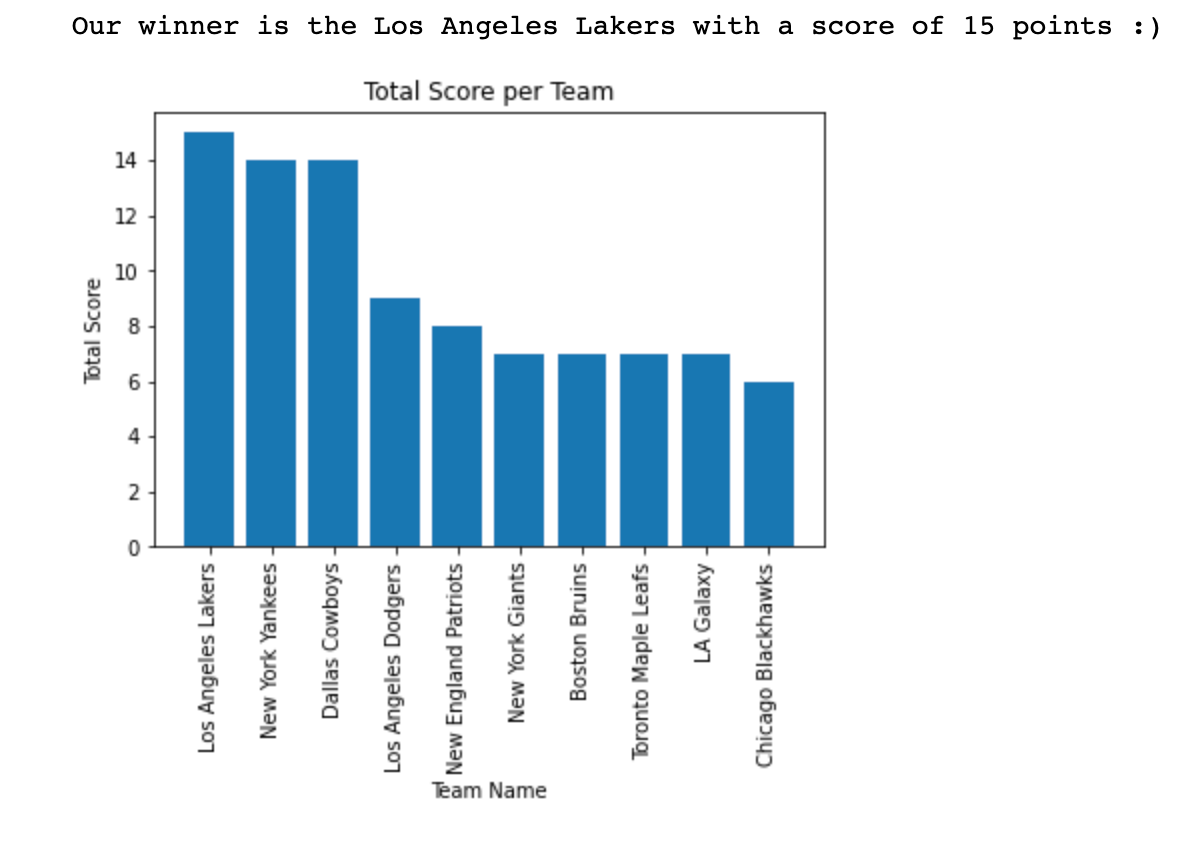 Our winner is the Los Angeles Lakers with a score of 15 points :)
Total Score per Team
Total Score
14
12
10
8
6
4
2
0
Los Angeles Lakers
New York Yankees
Dallas Cowboys
Los Angeles Dodgers
New England Patriots
New York Giants
Boston Bruins
Toronto Maple Leafs
LA Galaxy
Chicago Blackhawks
Team Name